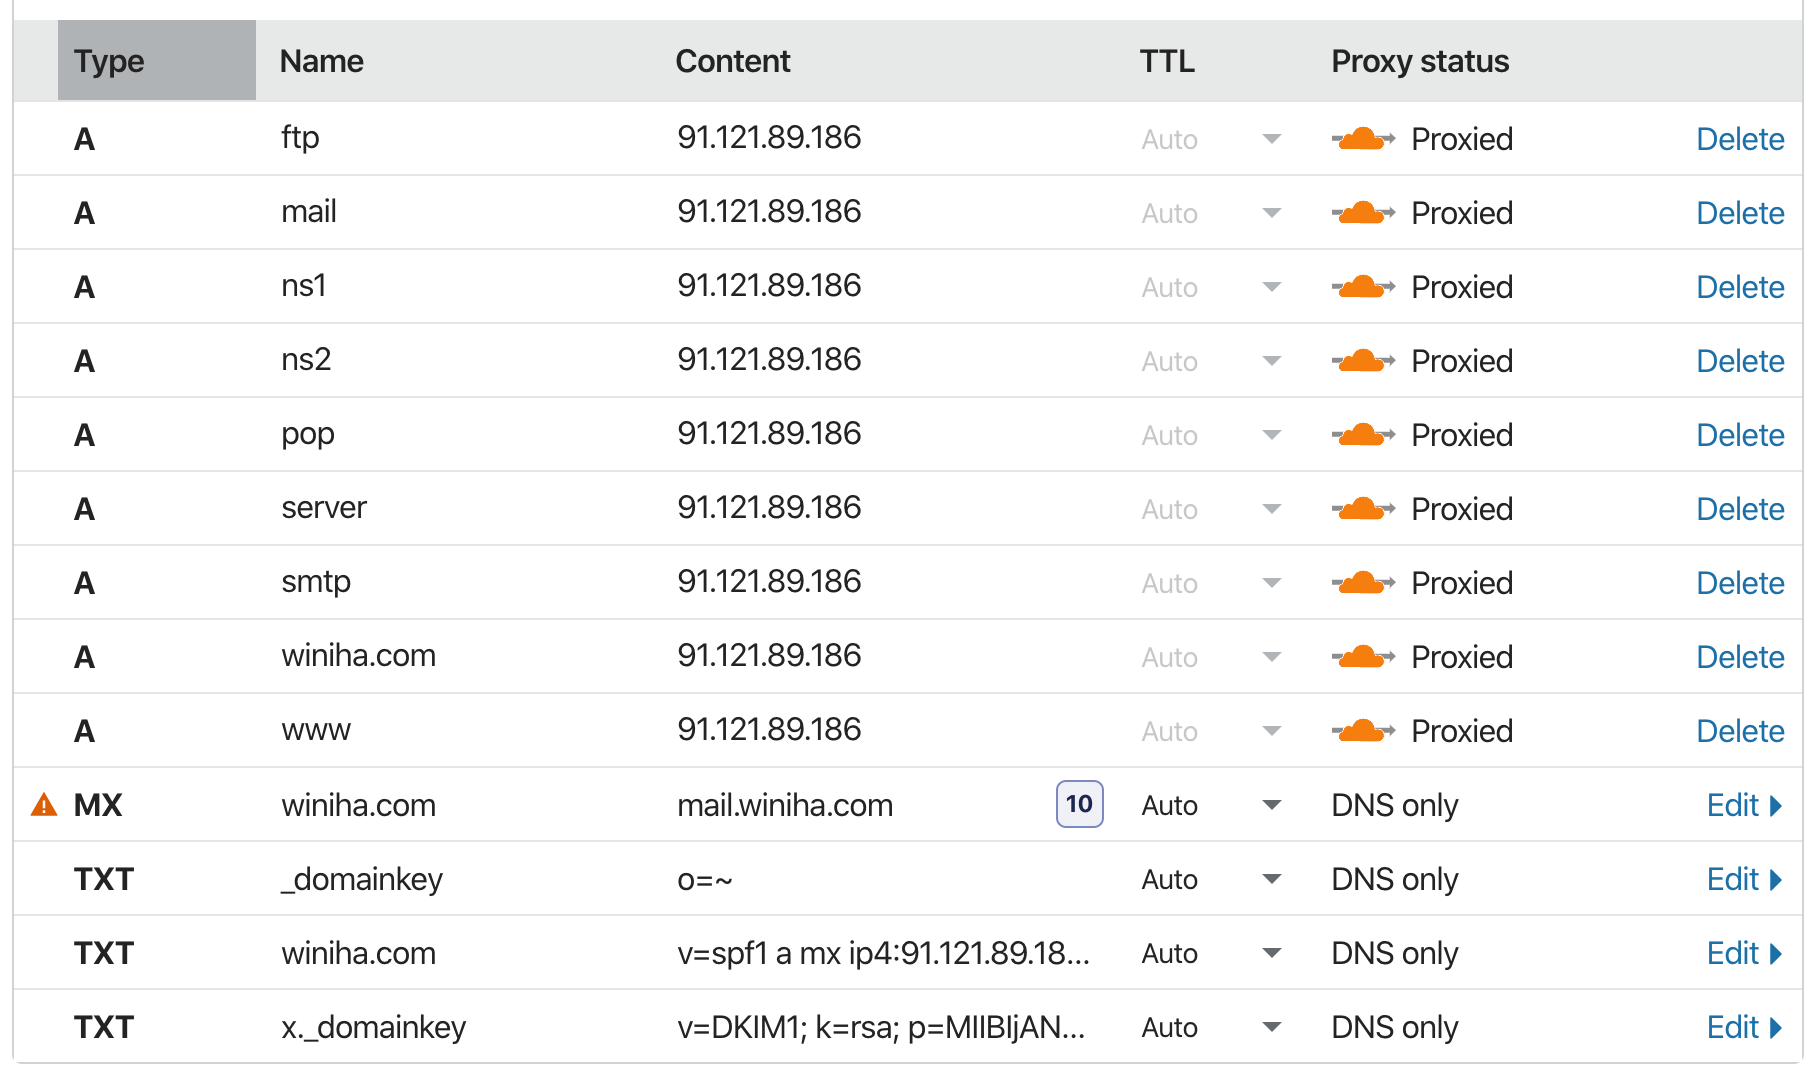 Type Name Content TTL Proxy status
A ftp 91.121.89.186 Auto Proxied Delete
A mail 91.121.89.186 Auto Proxied Delete
A ns1 91.121.89.186 Auto Proxied Delete
A ns2 91.121.89.186 Auto Proxied Delete
A pop 91.121.89.186 Auto Proxied Delete
A server 91.121.89.186 Auto Proxied Delete
A smtp 91.121.89.186 Auto Proxied Delete
A winiha.com 91.121.89.186 Auto Proxied Delete
A www 91.121.89.186 Auto Proxied Delete
MX winiha.com mail.winiha.com 10 Auto DNS only Edit
TXT _domainkey o=~ Auto DNS only Edit
TXT winiha.com v=spf1 a mx ip4:91.121.89.18... Auto DNS only Edit
TXT x._domainkey v=DKIM1; k=rsa; p=MIIBIjAN... Auto DNS only Edit